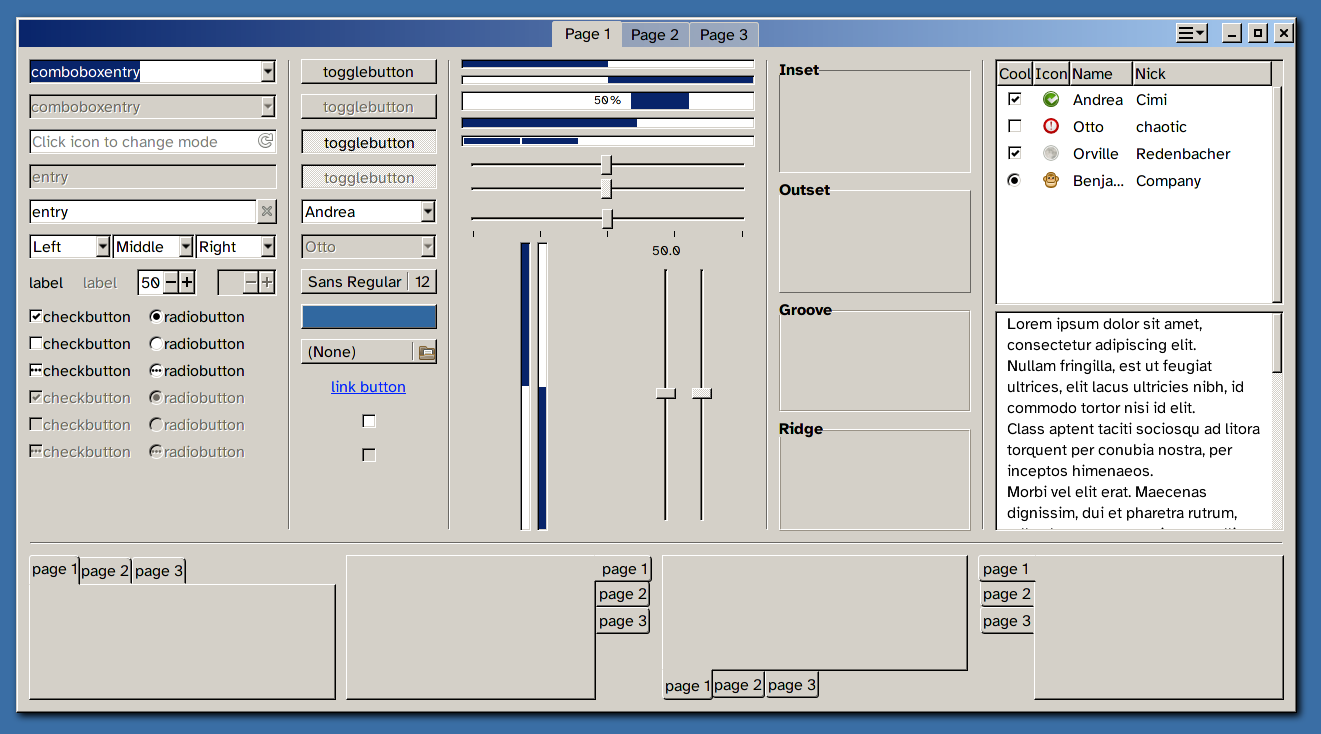 Page 1 Page 2 Page 3
comboboxentry
comboboxentry
Click icon to change mode
entry
entry
Left Middle Right
label label 50
checkbutton radiobutton
checkbutton radiobutton
checkbutton radiobutton
checkbutton radiobutton
checkbutton radiobutton
checkbutton radiobutton
togglebutton
togglebutton
togglebutton
togglebutton
Andrea
Otto
Sans Regular 12
(None)
link button
50%
50.0
Inset
Outset
Groove
Ridge
Cool Icon Name Nick
Andrea Cimi
Otto chaotic
Orville Redenbacher
Benja... Company
Lorem ipsum dolor sit amet,
consectetur adipiscing elit.
Nullam fringilla, est ut feugiat
ultrices, elit lacus ultricies nibh, id
commodo tortor nisi id elit.
Class aptent taciti sociosqu ad litora
torquent per conubia nostra, per
inceptos himenaeos.
Morbi vel elit erat. Maecenas
dignissim, dui et pharetra rutrum,
page 1 page 2 page 3
page 1
page 2
page 3
page 1 page 2 page 3
page 1
page 2
page 3